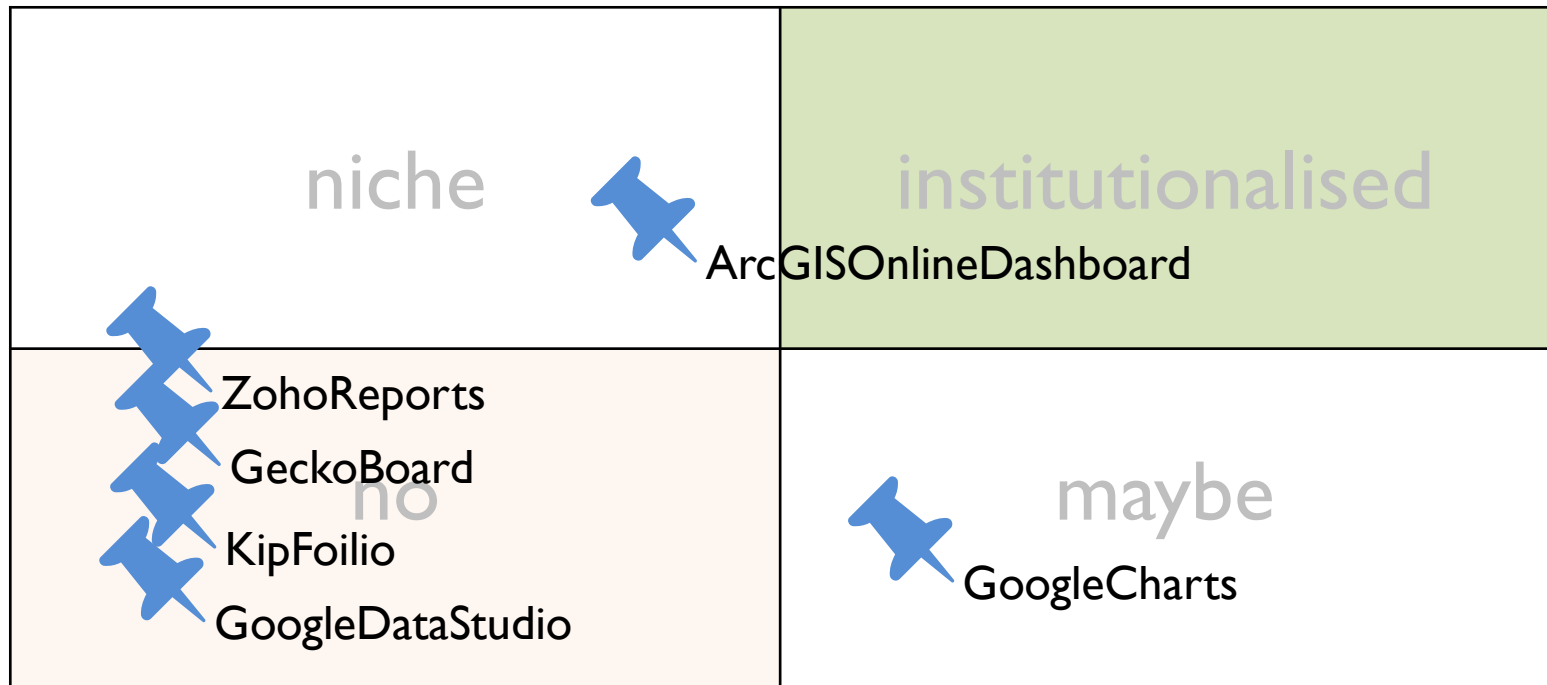 niche
institutionalised
ArcGISOnlineDashboard
ZohoReports
GeckoBoard
no
maybe
KipFoilio
GoogleCharts
GoogleDataStudio